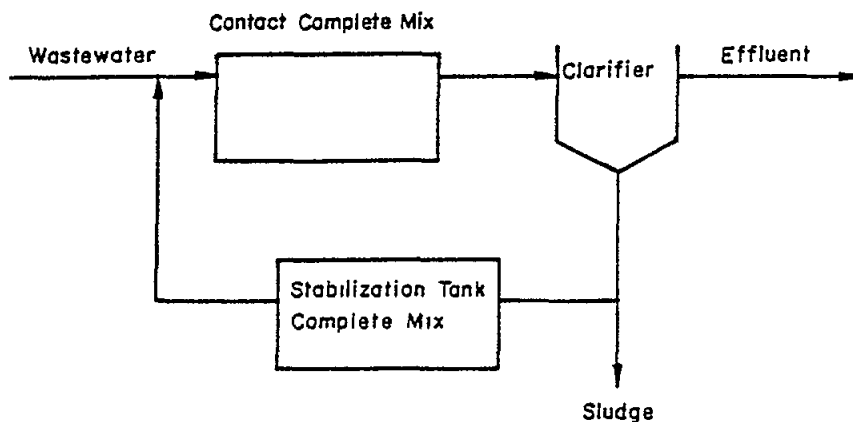 Contact Complete Mix
Wastewater
Clarifier
Effluent
Stabilization Tank
Complete Mix
Sludge